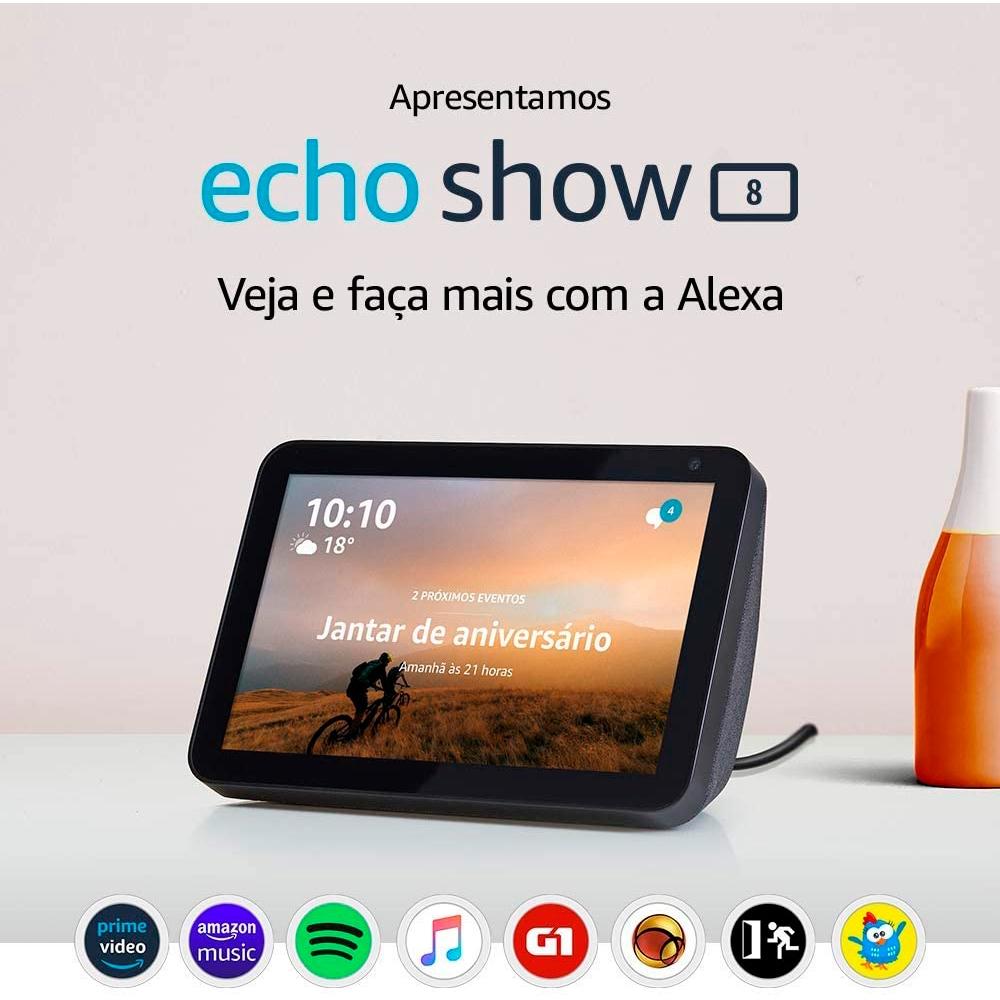 Apresentamos
echo show 8
Veja e faça mais com a Alexa
10:10
4
18°
2 PRÓXIMOS EVENTOS
Jantar de aniversário
Amanhã às 21 horas
prime video
amazon music
G1